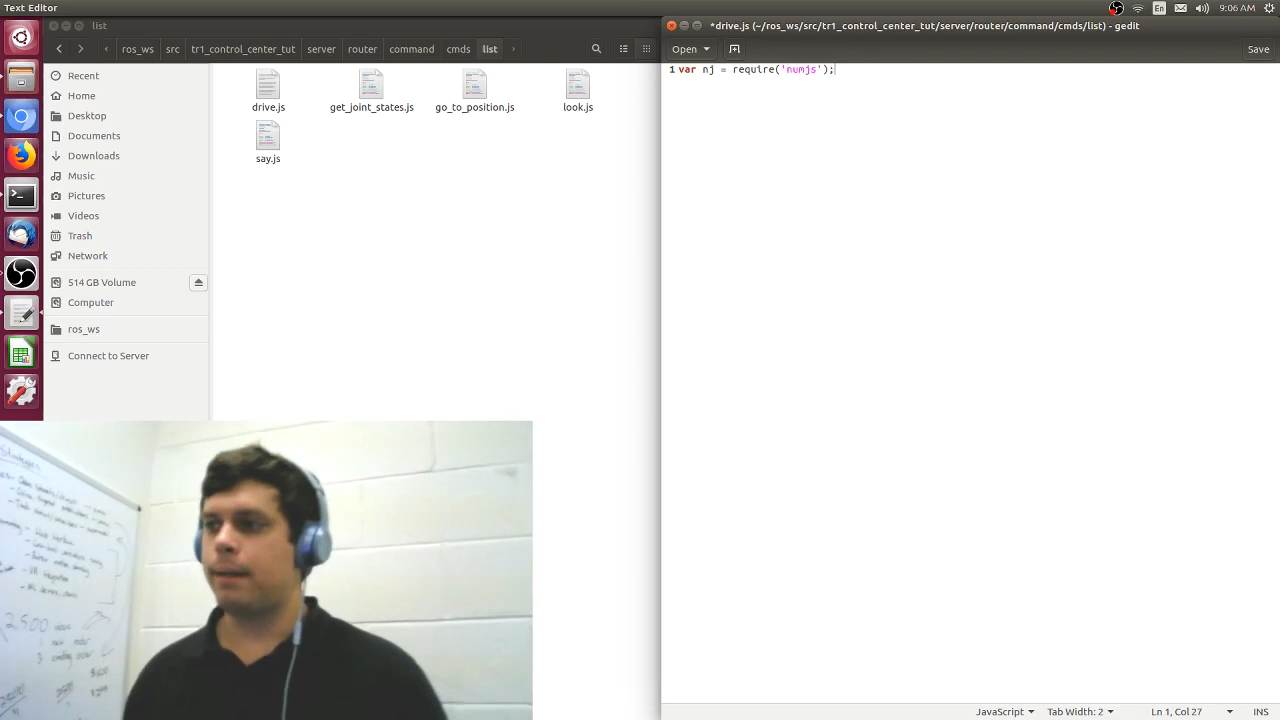 Text Editor
En
9:06 AM
list
*drive.js (~/ros_ws/src/tr1_control_center_tut/server/router/command/cmds/list) - gedit
ros_ws src tr1_control_center_tut server router command cmds list
Open
Save
Recent
Home
Desktop
Documents
Downloads
Music
Pictures
Videos
Trash
Network
514 GB Volume
Computer
ros_ws
Connect to Server
drive.js
get_joint_states.js
go_to_position.js
look.js
say.js
1 var nj = require('numjs');
2,500
JavaScript
Tab Width: 2
Ln 1, Col 27
INS